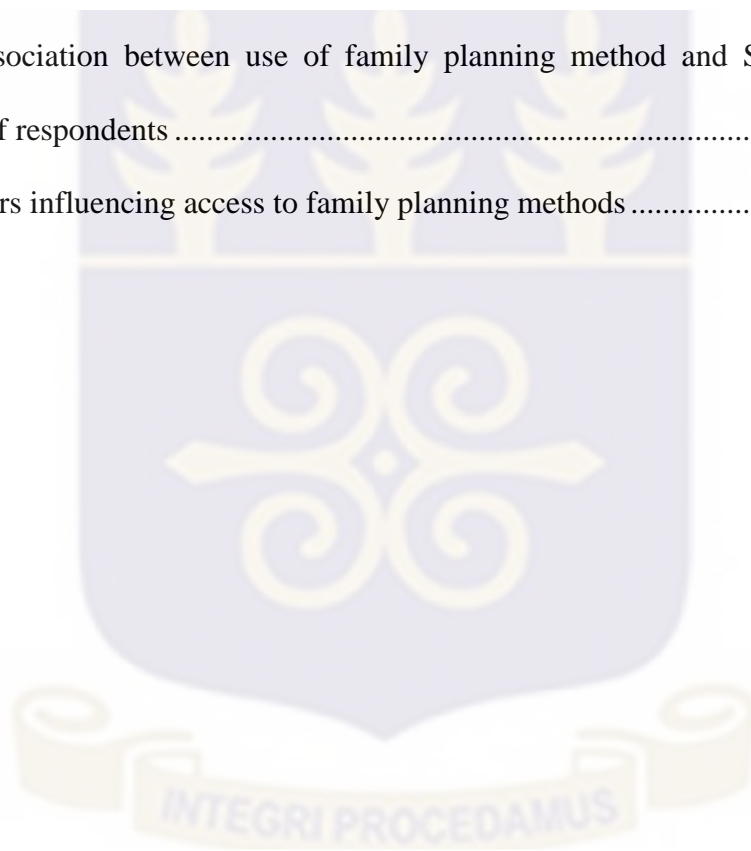 sociation between use of family planning method and S
f respondents ................................................................................
rs influencing access to family planning methods ...............
INTEGRI PROCEDAMUS